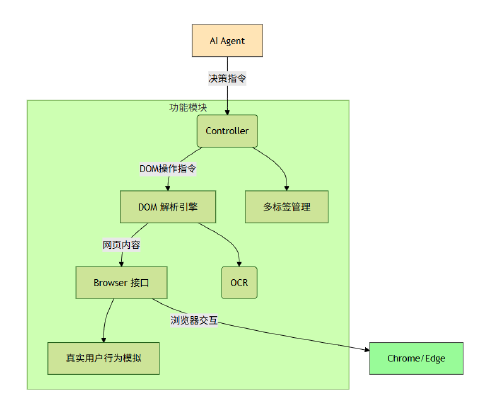 AI Agent
决策指令
功能模块
Controller
DOM操作指令
DOM 解析引擎
多标签管理
网页内容
Browser 接口
OCR
浏览器交互
真实用户行为模拟
Chrome/Edge